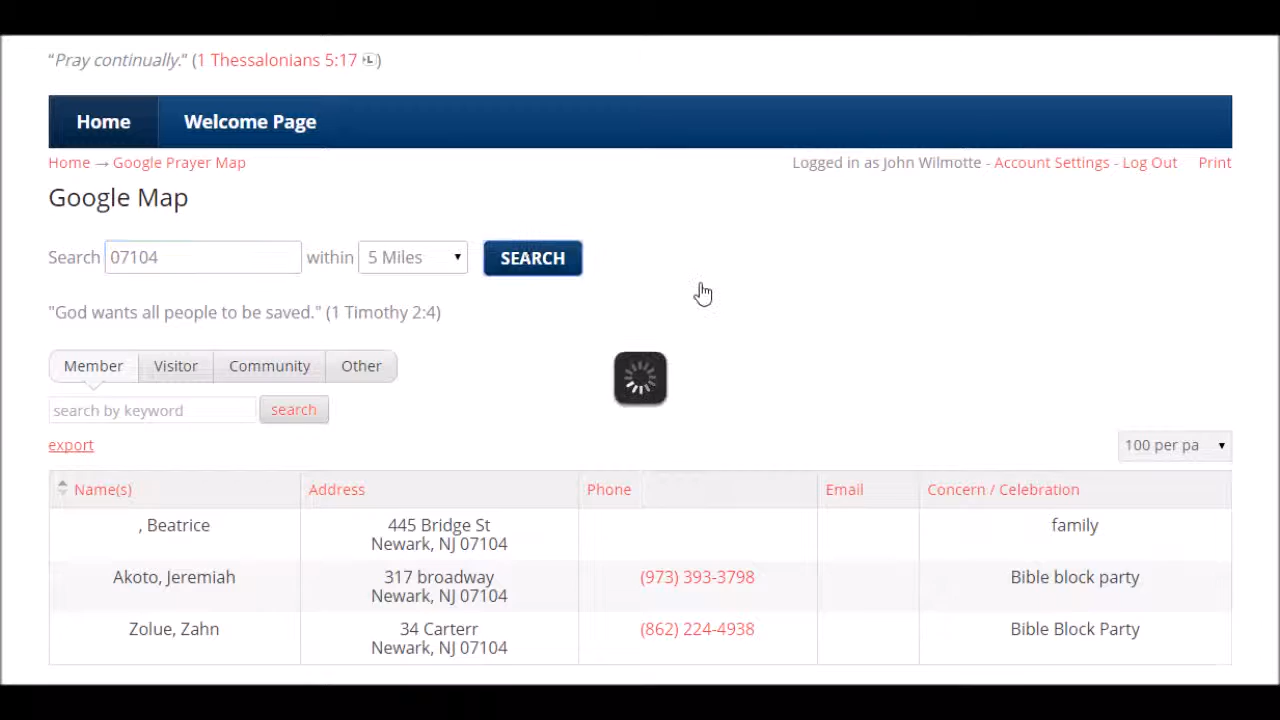 “Pray continually.” (1 Thessalonians 5:17)
Home Welcome Page
Home → Google Prayer Map Logged in as John Wilmotte - Account Settings - Log Out Print
Google Map
Search 07104 within 5 Miles SEARCH
"God wants all people to be saved." (1 Timothy 2:4)
Member Visitor Community Other
search by keyword search
export 100 per pa
Name(s) Address Phone Email Concern / Celebration
, Beatrice 445 Bridge St family
Newark, NJ 07104
Akoto, Jeremiah 317 broadway (973) 393-3798 Bible block party
Newark, NJ 07104
Zolue, Zahn 34 Carterr (862) 224-4938 Bible Block Party
Newark, NJ 07104